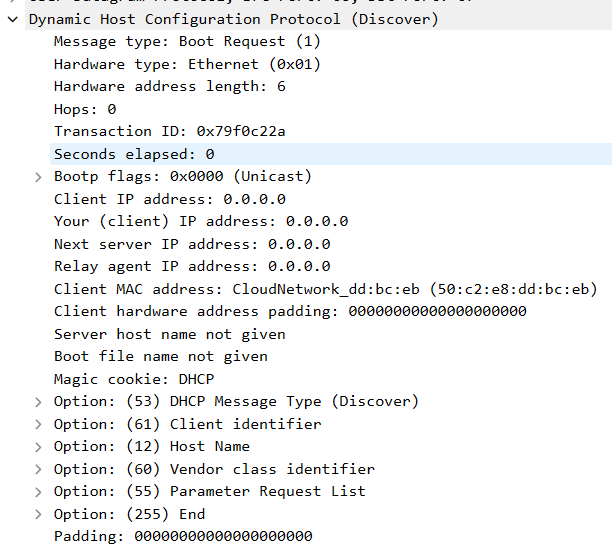 Dynamic Host Configuration Protocol (Discover)
Message type: Boot Request (1)
Hardware type: Ethernet (0x01)
Hardware address length: 6
Hops: 0
Transaction ID: 0x79f0c22a
Seconds elapsed: 0
Bootp flags: 0x0000 (Unicast)
Client IP address: 0.0.0.0
Your (client) IP address: 0.0.0.0
Next server IP address: 0.0.0.0
Relay agent IP address: 0.0.0.0
Client MAC address: CloudNetwork_dd:bc:eb (50:c2:e8:dd:bc:eb)
Client hardware address padding: 00000000000000000000
Server host name not given
Boot file name not given
Magic cookie: DHCP
Option: (53) DHCP Message Type (Discover)
Option: (61) Client identifier
Option: (12) Host Name
Option: (60) Vendor class identifier
Option: (55) Parameter Request List
Option: (255) End
Padding: 00000000000000000000